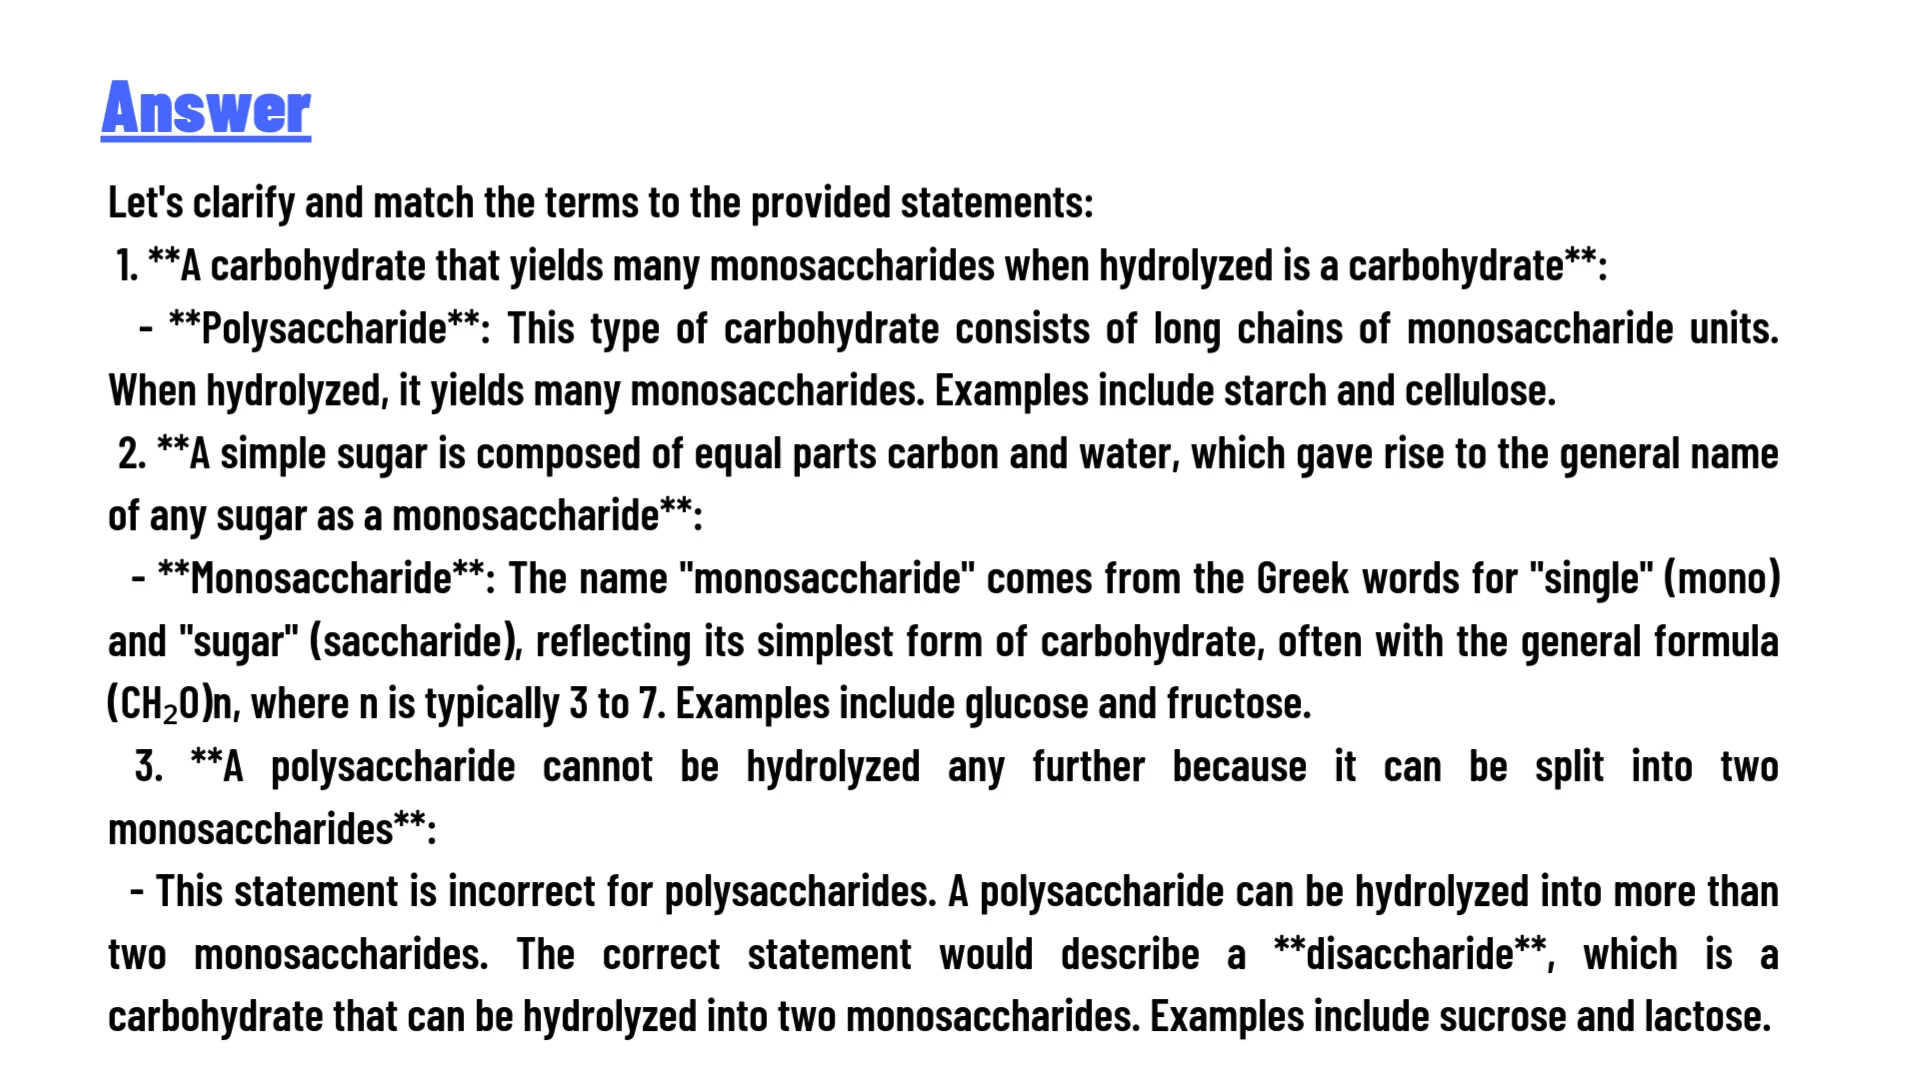 Answer
Let's clarify and match the terms to the provided statements:
1. **A carbohydrate that yields many monosaccharides when hydrolyzed is a carbohydrate**:
- **Polysaccharide**: This type of carbohydrate consists of long chains of monosaccharide units.
When hydrolyzed, it yields many monosaccharides. Examples include starch and cellulose.
2. **A simple sugar is composed of equal parts carbon and water, which gave rise to the general name
of any sugar as a monosaccharide**:
- **Monosaccharide**: The name "monosaccharide" comes from the Greek words for "single" (mono)
and "sugar" (saccharide), reflecting its simplest form of carbohydrate, often with the general formula
(CH₂O)n, where n is typically 3 to 7. Examples include glucose and fructose.
3. **A polysaccharide cannot be hydrolyzed any further because it can be split into two
monosaccharides**:
- This statement is incorrect for polysaccharides. A polysaccharide can be hydrolyzed into more than
two monosaccharides. The correct statement would describe a **disaccharide**, which is a
carbohydrate that can be hydrolyzed into two monosaccharides. Examples include sucrose and lactose.